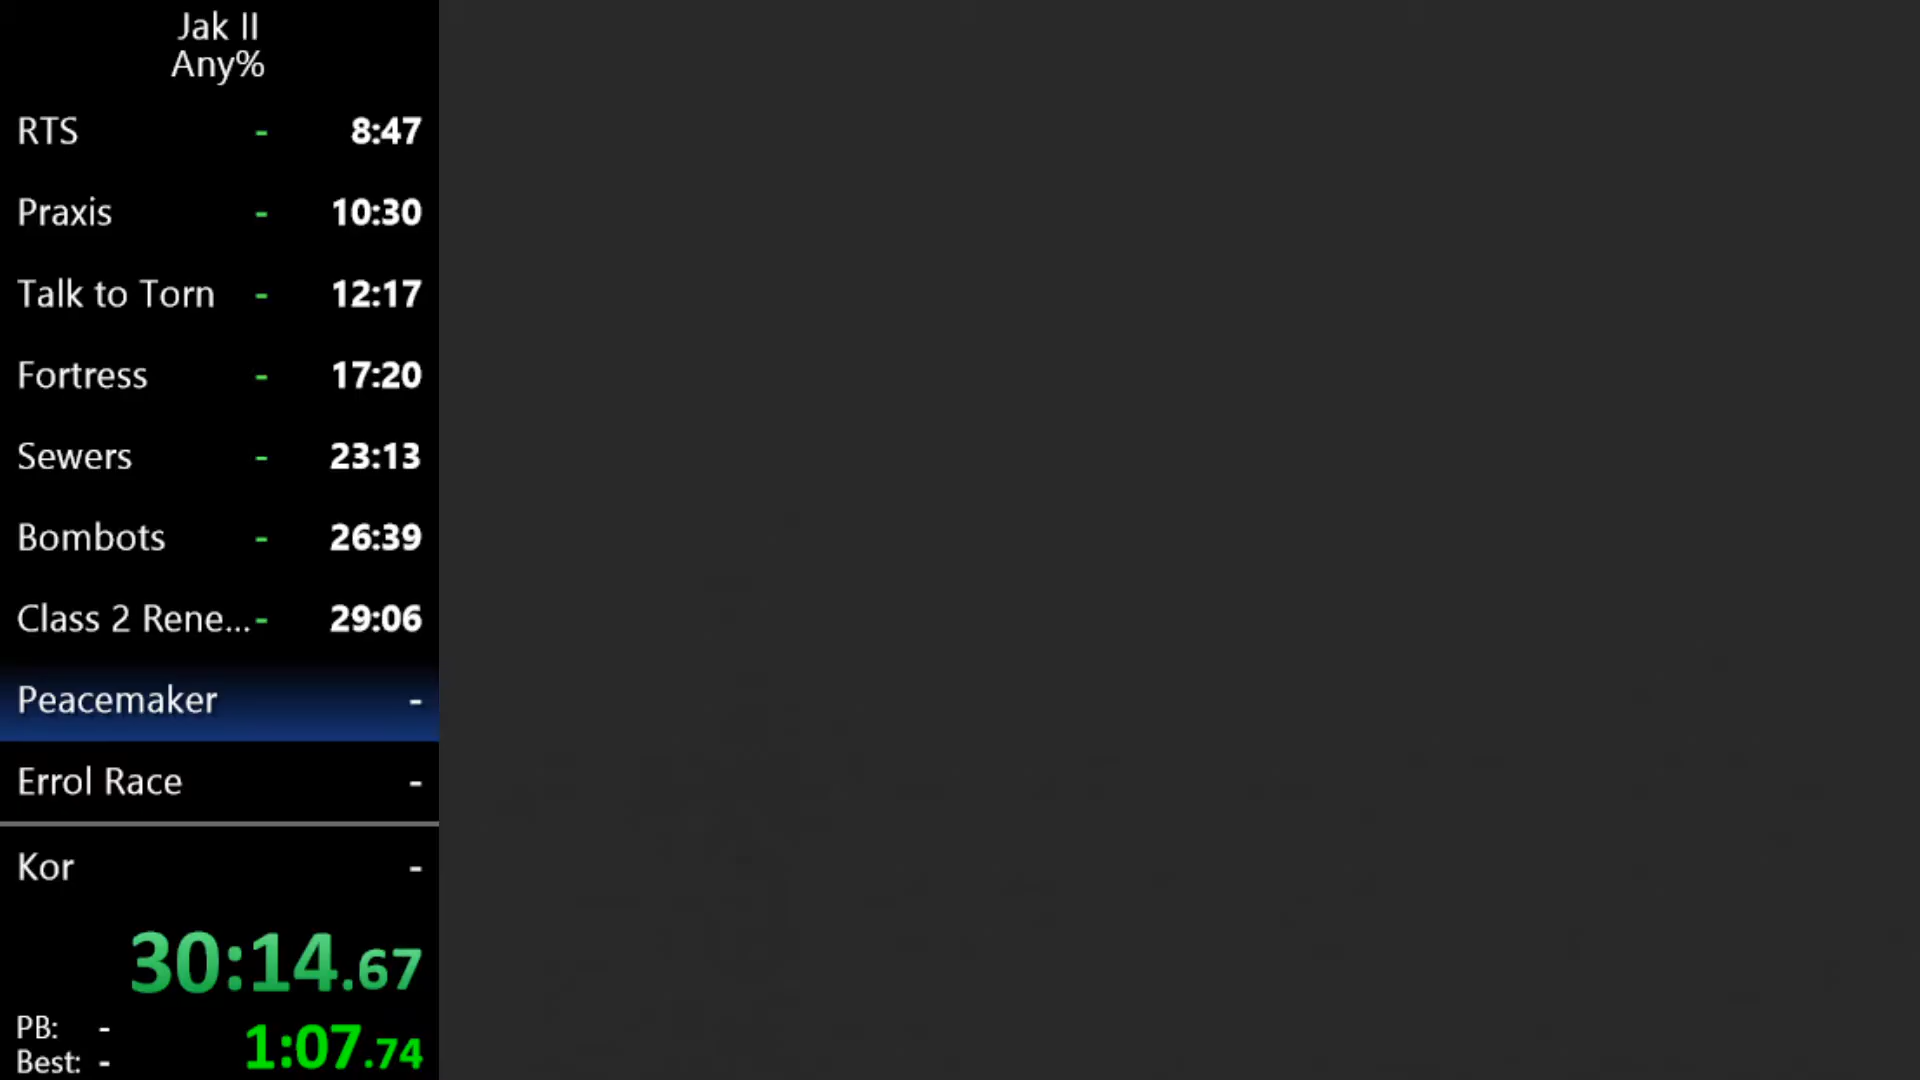 Jak II
Any%
RTS - 8:47
Praxis - 10:30
Talk to Torn - 12:17
Fortress - 17:20
Sewers - 23:13
Bombots - 26:39
Class 2 Rene... - 29:06
Peacemaker -
Errol Race -
Kor -
30:14.67
PB: -
Best: - 1:07.74